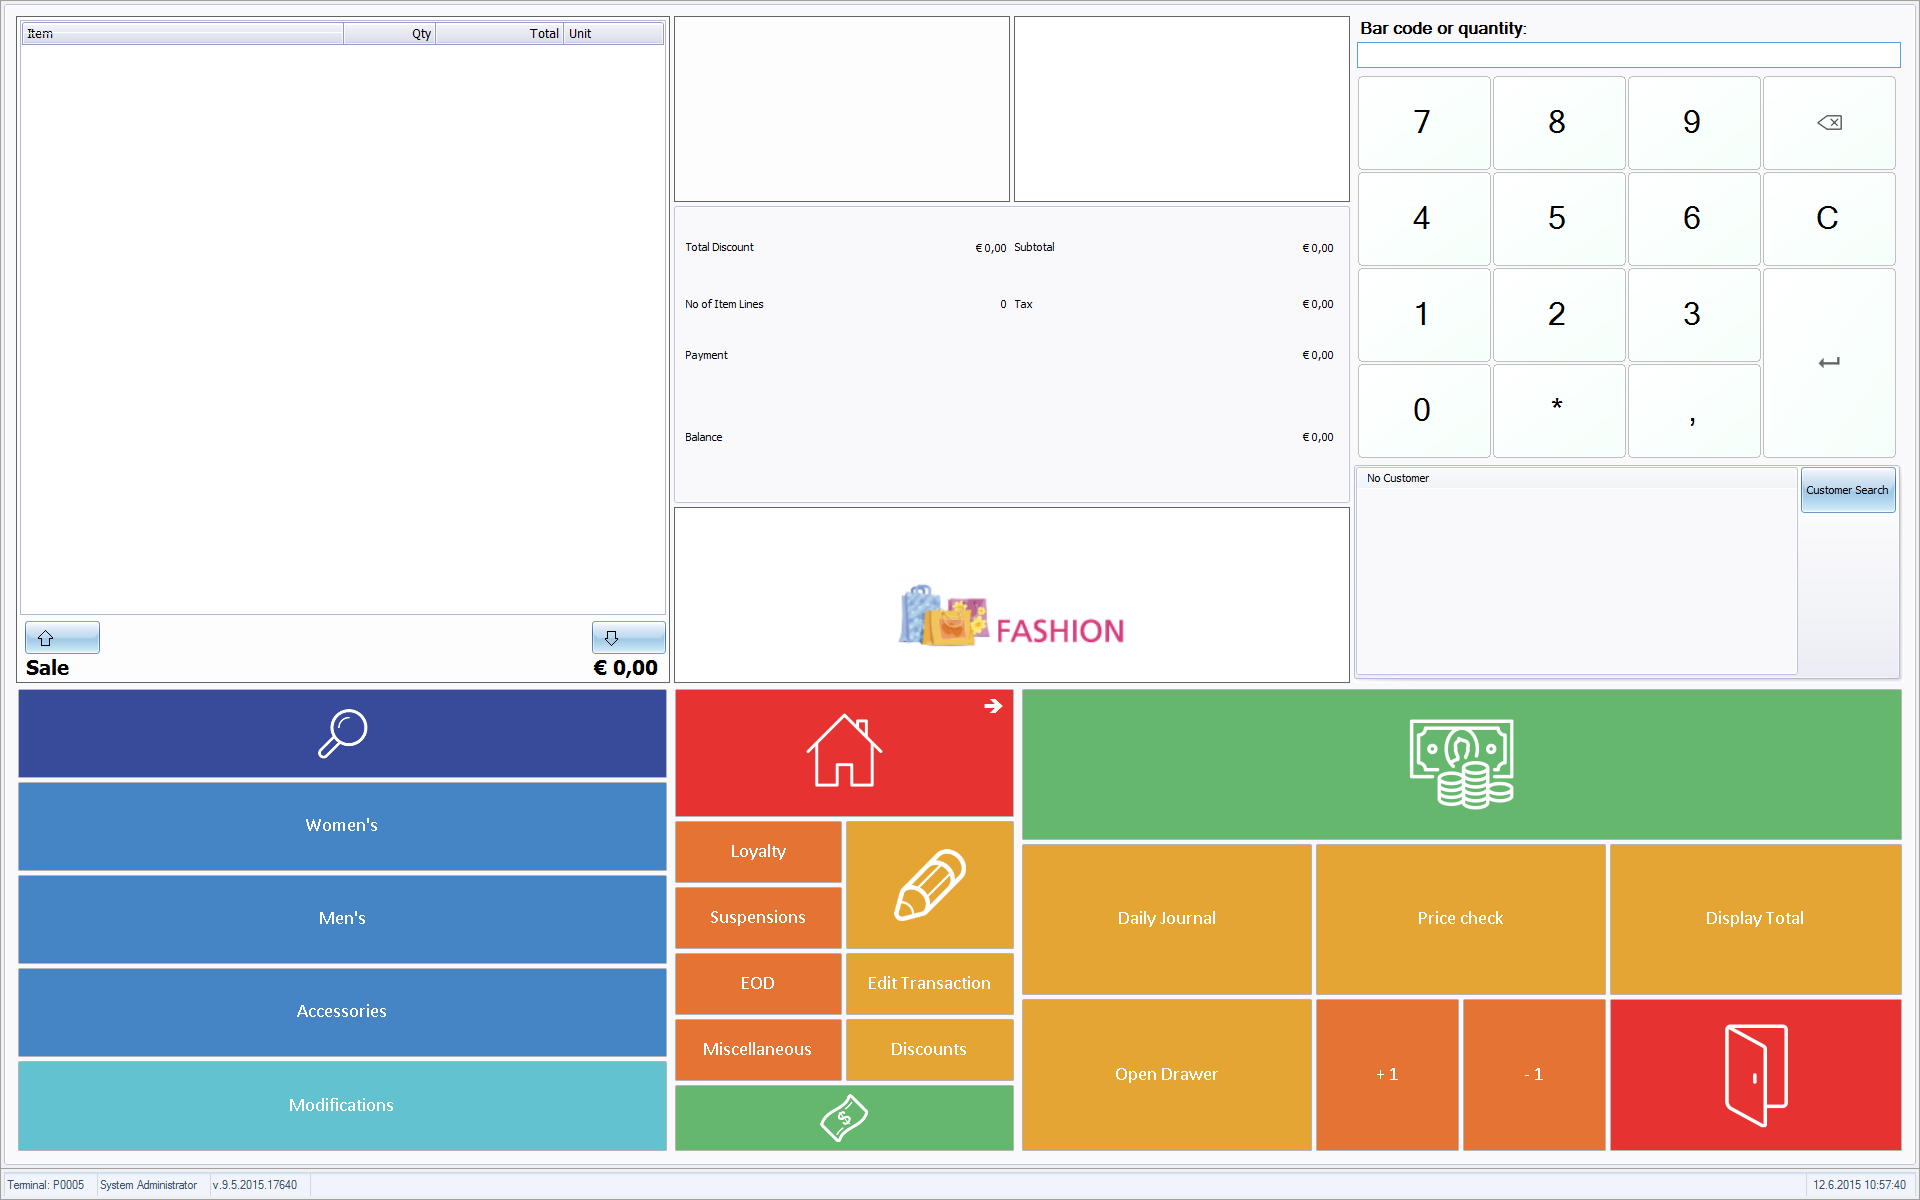 Item Qty Total Unit
Sale € 0,00
Total Discount € 0,00 Subtotal € 0,00
No of Item Lines 0 Tax € 0,00
Payment € 0,00
Balance € 0,00
FASHION
Bar code or quantity:
7 8 9
4 5 6 C
1 2 3
0 * ,
No Customer
Customer Search
Women's
Men's
Accessories
Modifications
Loyalty
Suspensions
EOD
Edit Transaction
Miscellaneous
Discounts
$
Daily Journal
Price check
Display Total
Open Drawer
+ 1
- 1
Terminal: P0005 System Administrator v.9.5.2015.17640 12.6.2015 10:57:40